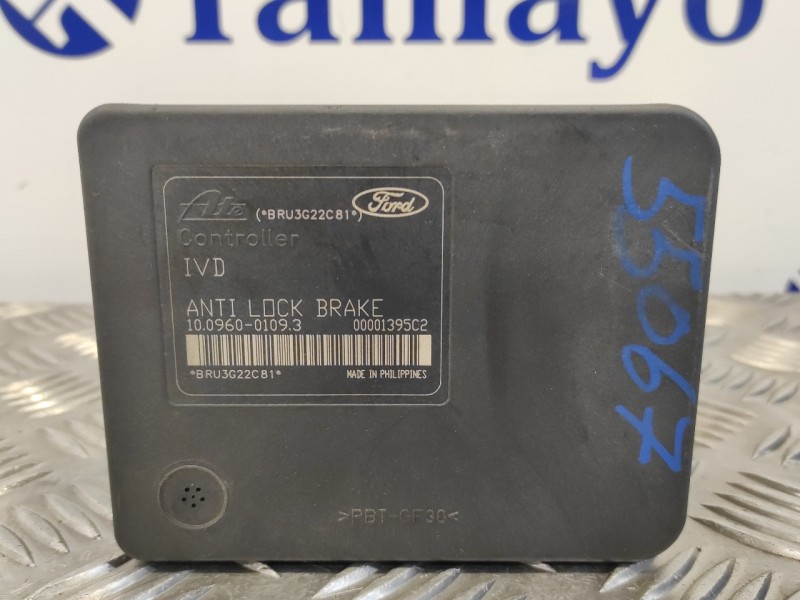 Tamayo
Ate (*BRU3G22C81*) Ford
Controller
IVD
ANTI LOCK BRAKE
10.0960-0109.3 00001395C2
*BRU3G22C81* MADE IN PHILIPPINES
>PBT-GF30<
55067